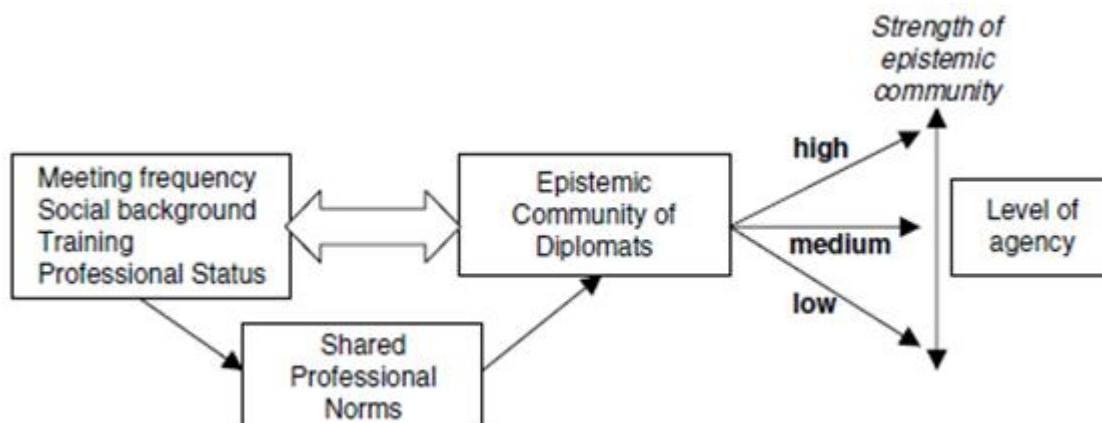 Strength of
epistemic
community
high
Meeting frequency
Social background
Training
Professional Status
Epistemic
Community of
Diplomats
medium
Level of
agency
low
Shared
Professional
Norms